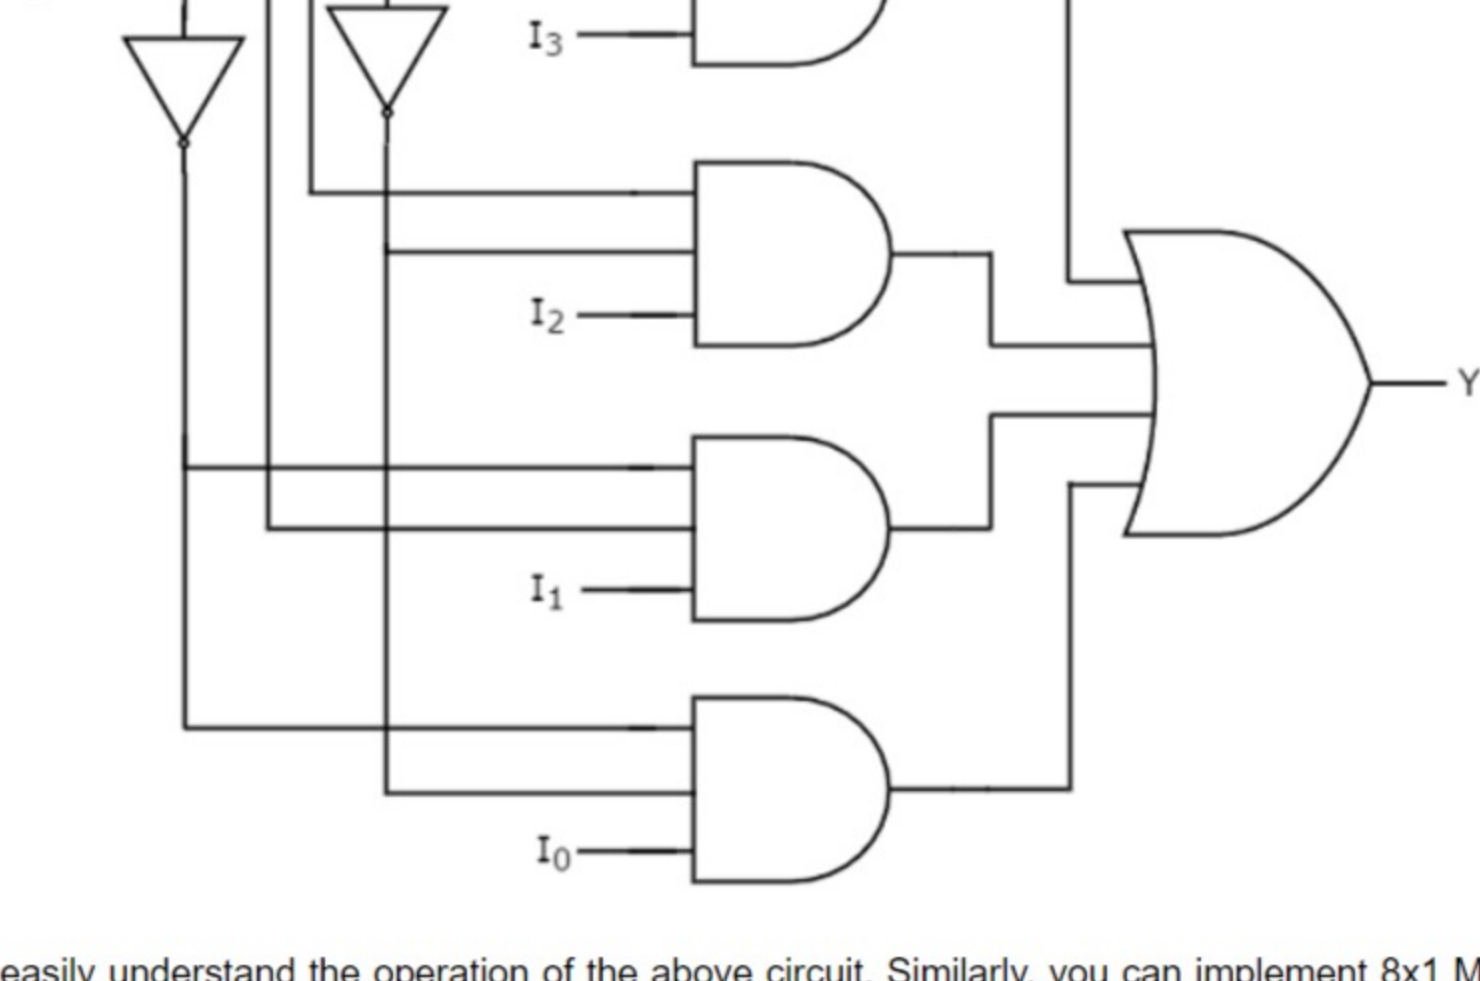 I3
I2
Y
I1
I0
easily understand the operation of the above circuit. Similarly, you can implement 8x1 M